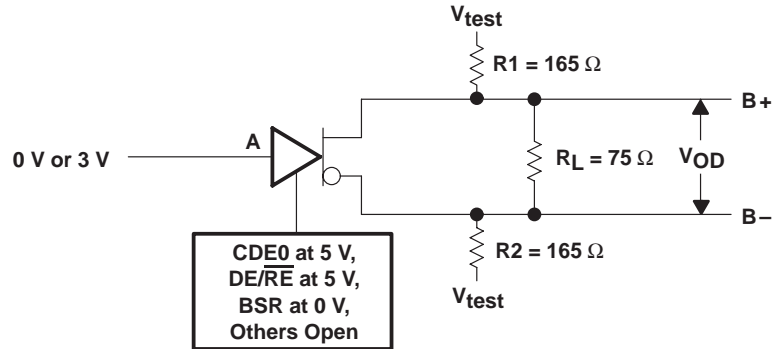 Vtest
R1 = 165 Ω
B+
A
0 V or 3 V
RL = 75 Ω
VOD
B−
R2 = 165 Ω
Vtest
CDE0 at 5 V,
DE/R̅E̅ at 5 V,
BSR at 0 V,
Others Open